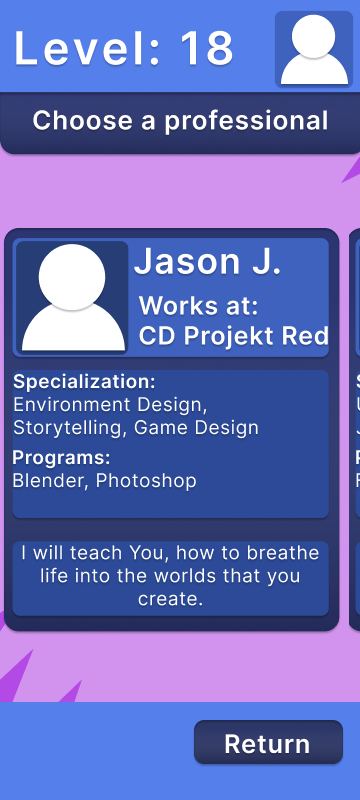 Level: 18
Choose a professional
Jason J.
Works at:
CD Projekt Red
Specialization:
Environment Design,
Storytelling, Game Design
Programs:
Blender, Photoshop
I will teach You, how to breathe
life into the worlds that you
create.
Return